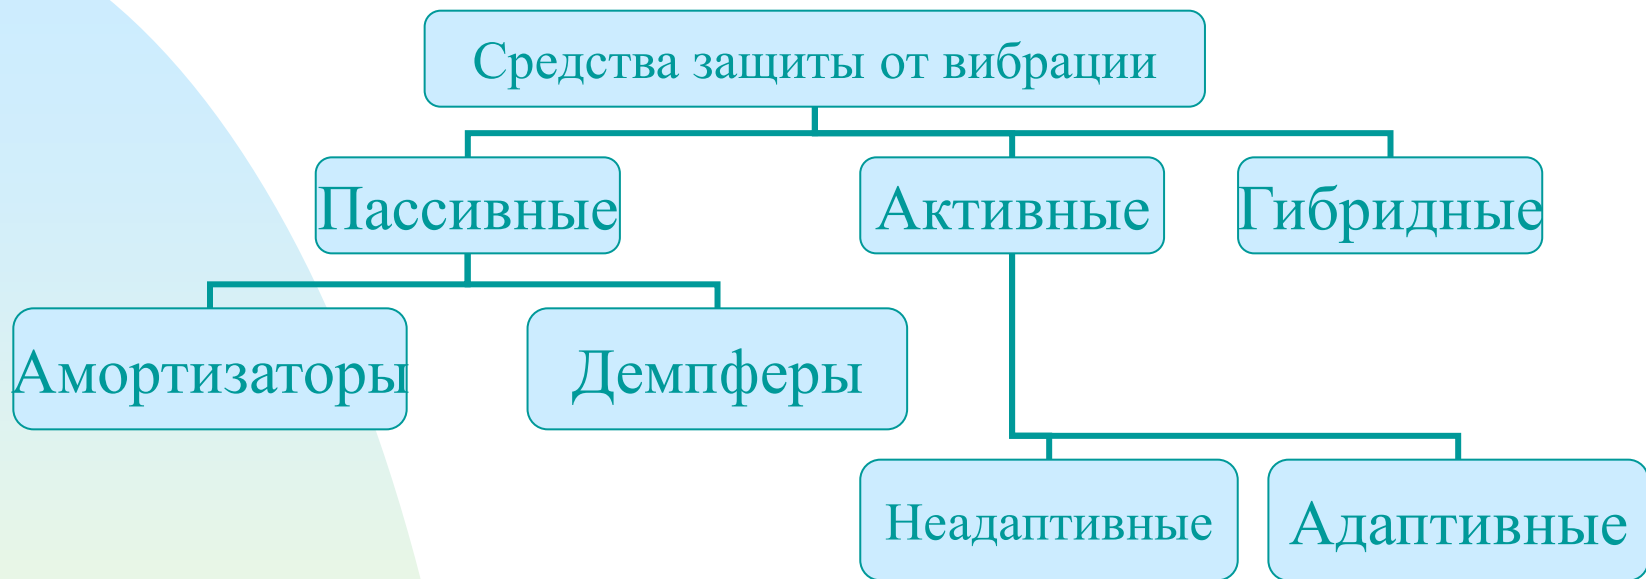 Средства защиты от вибрации
Пассивные
Активные
Гибридные
Амортизаторы
Демпферы
Неадаптивные
Адаптивные